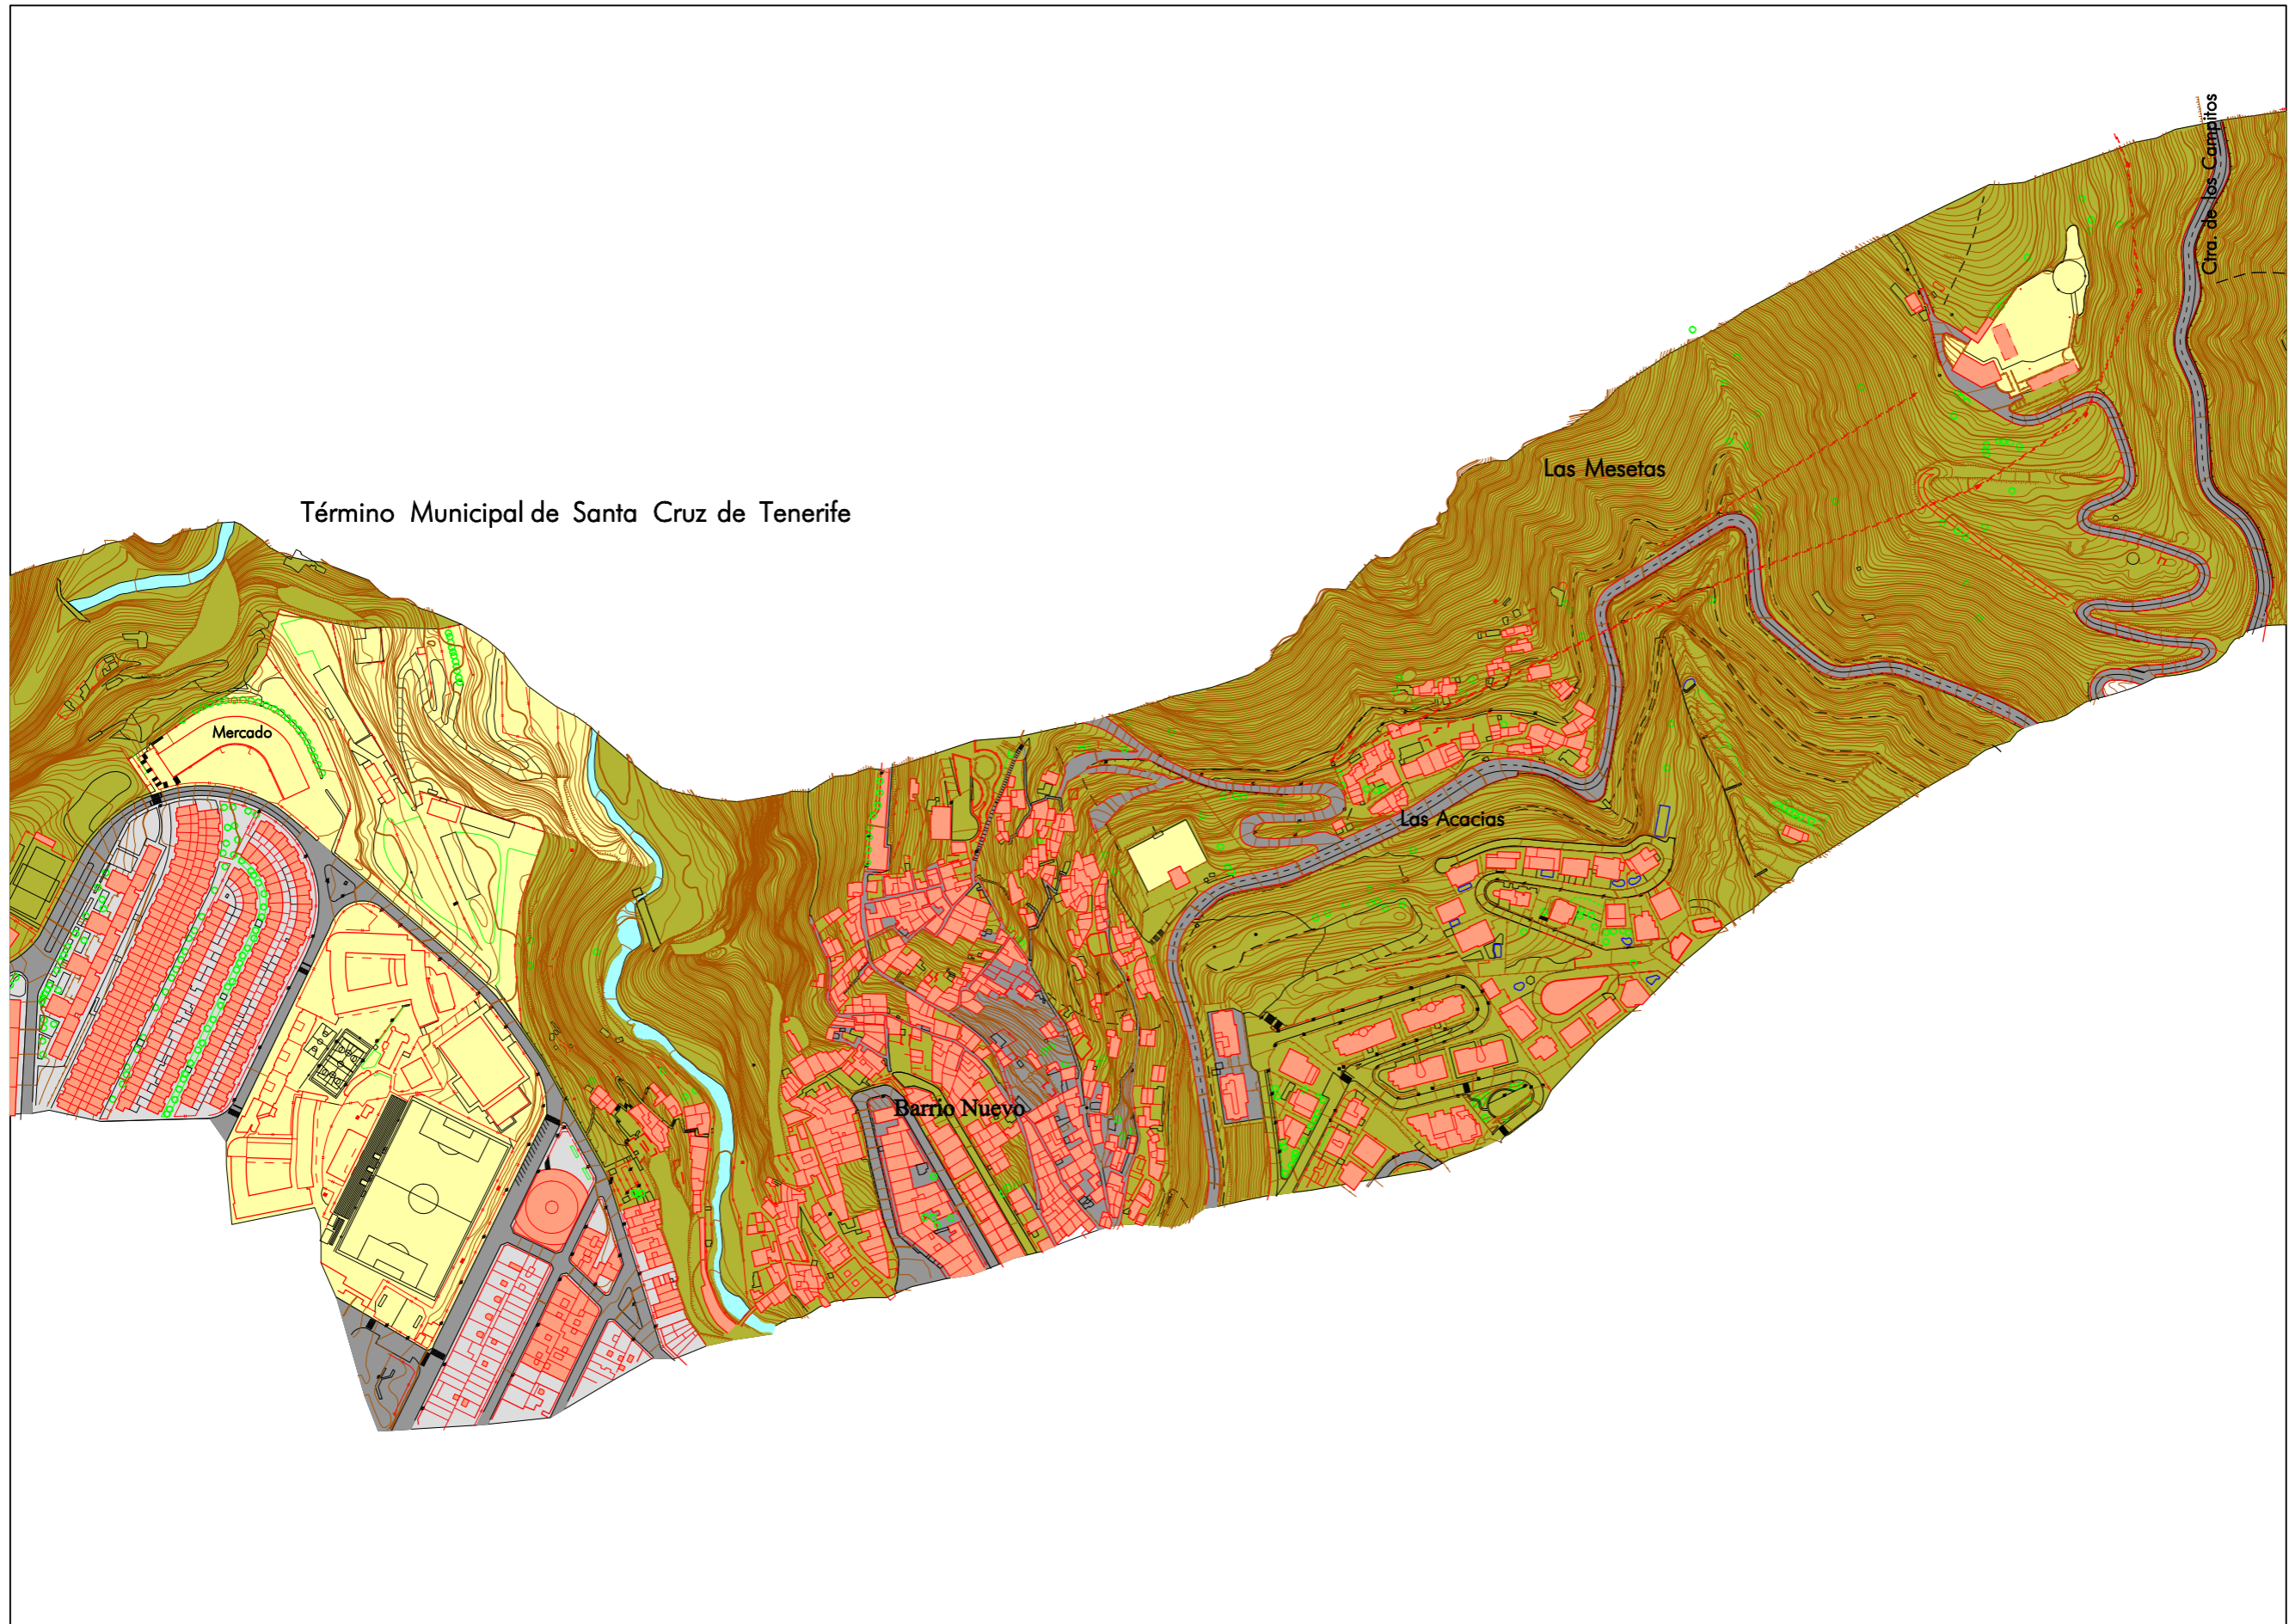 Ctra. de los Campitos
Las Mesetas
Término Municipal de Santa Cruz de Tenerife
Mercado
Las Acacias
Barrio Nuevo